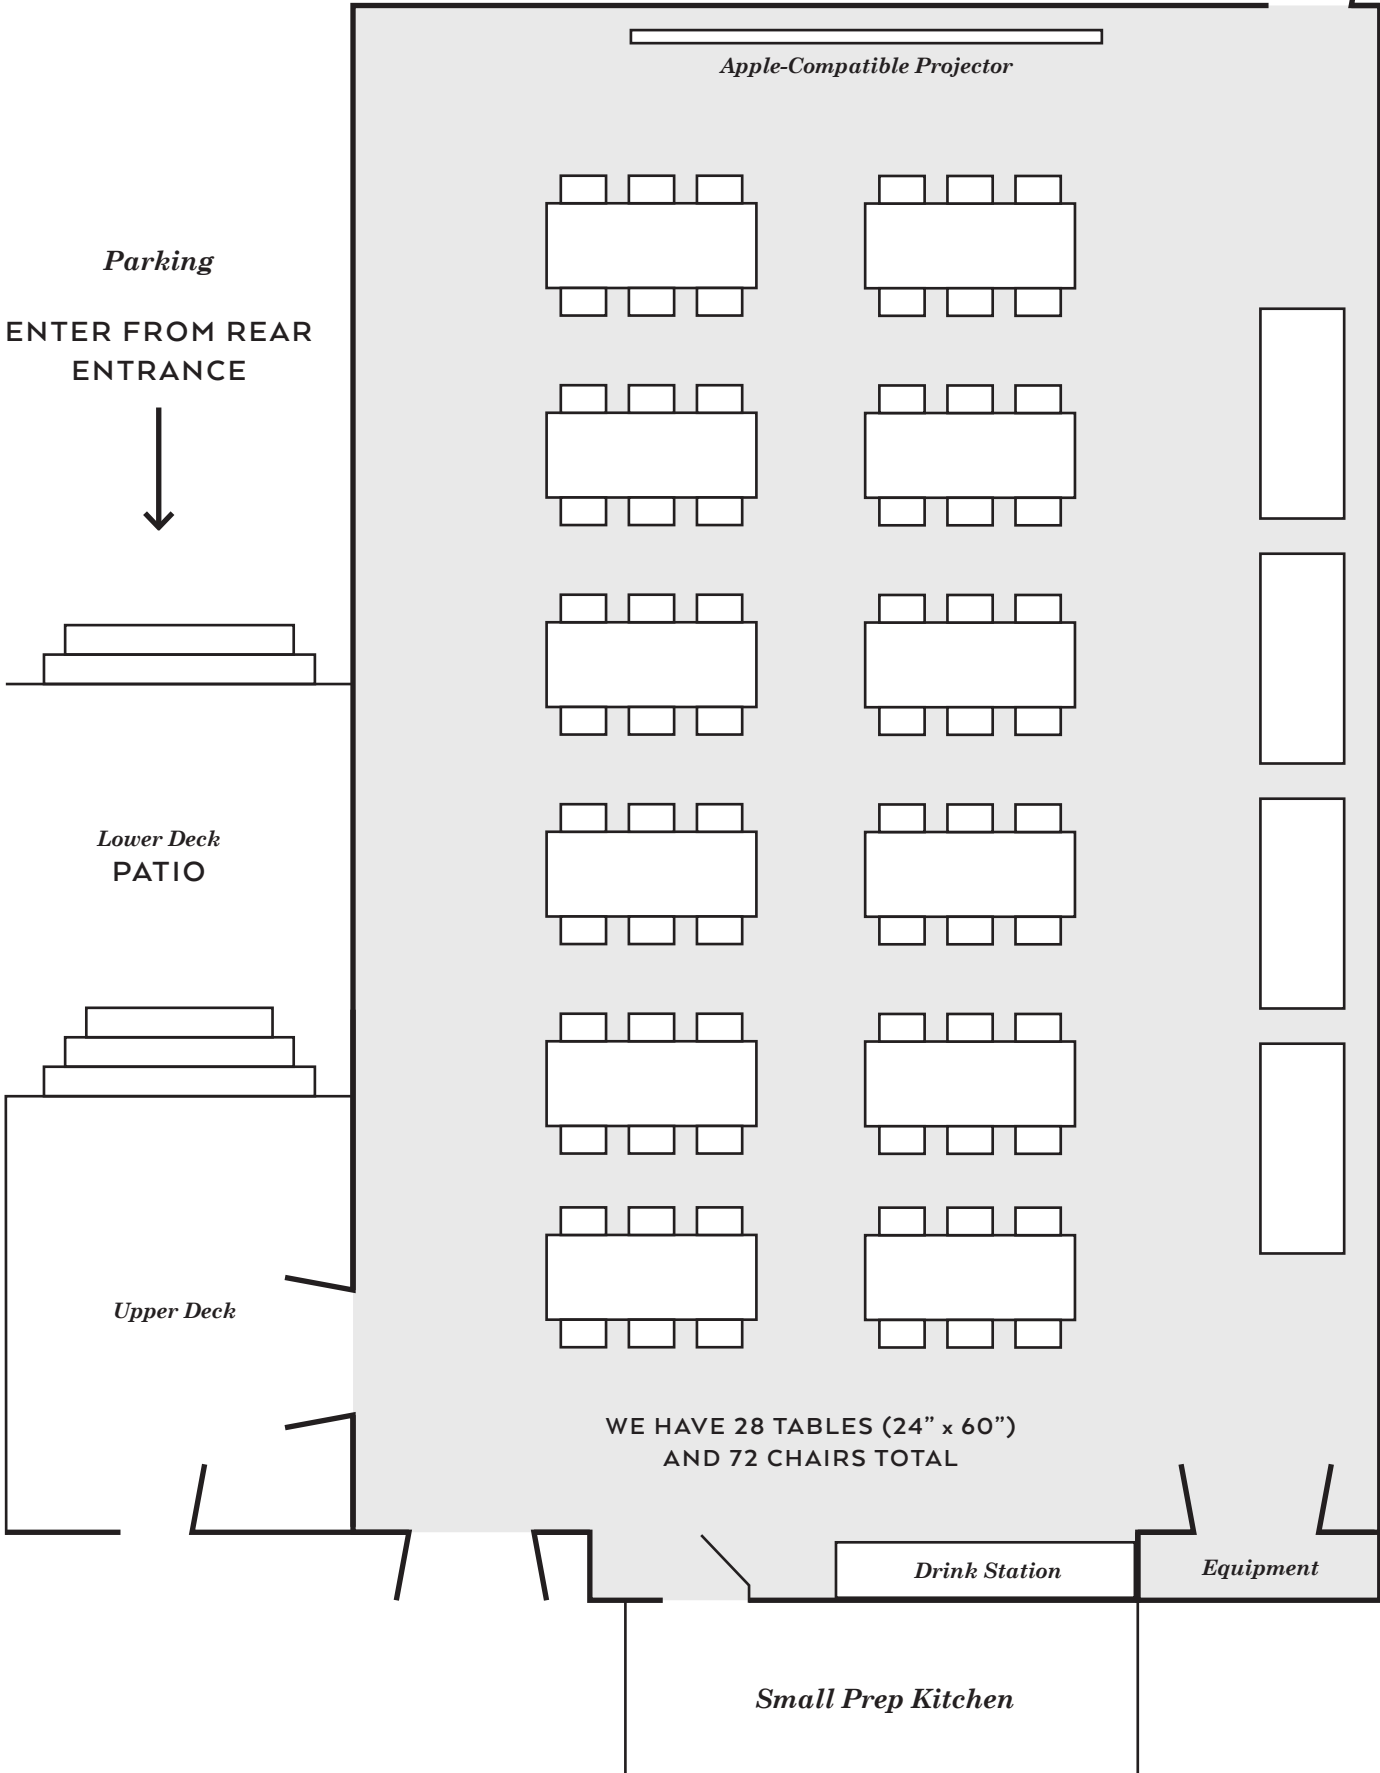 Apple-Compatible Projector
Parking
ENTER FROM REAR
ENTRANCE
Lower Deck
PATIO
Upper Deck
WE HAVE 28 TABLES (24” x 60”)
AND 72 CHAIRS TOTAL
Drink Station
Equipment
Small Prep Kitchen